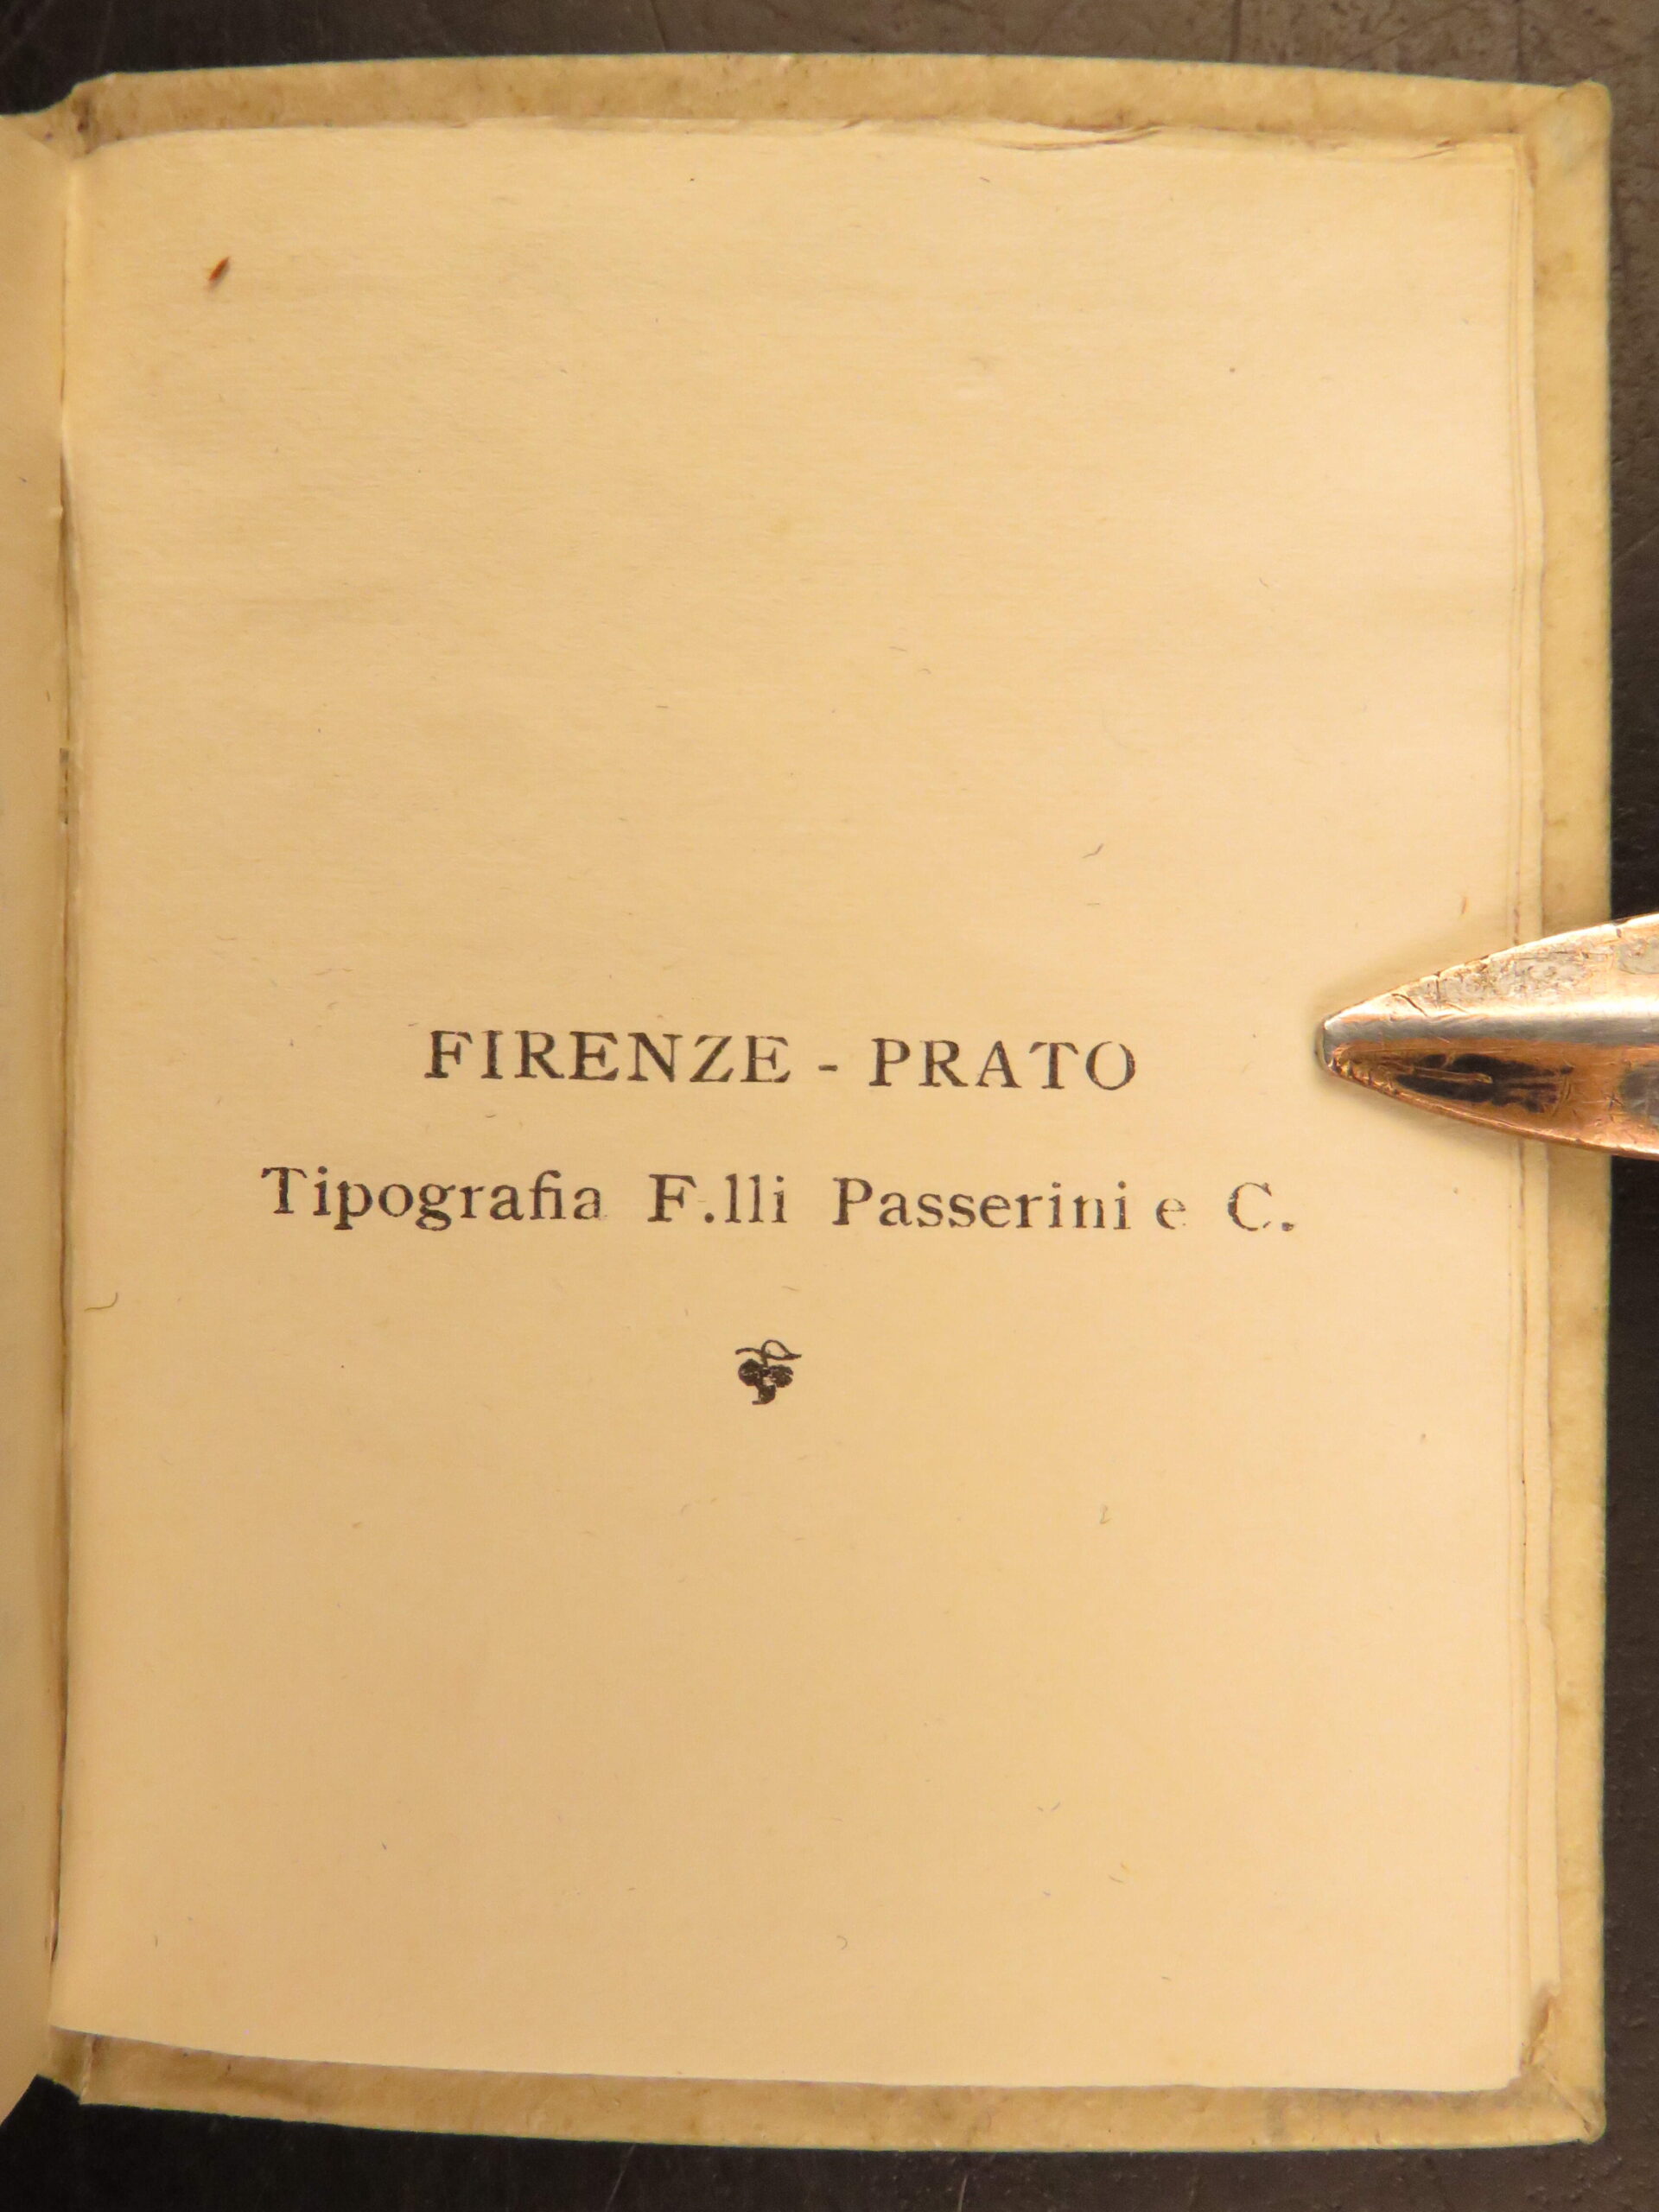 FIRENZE - PRATO
Tipografia F.lli Passerini e C.